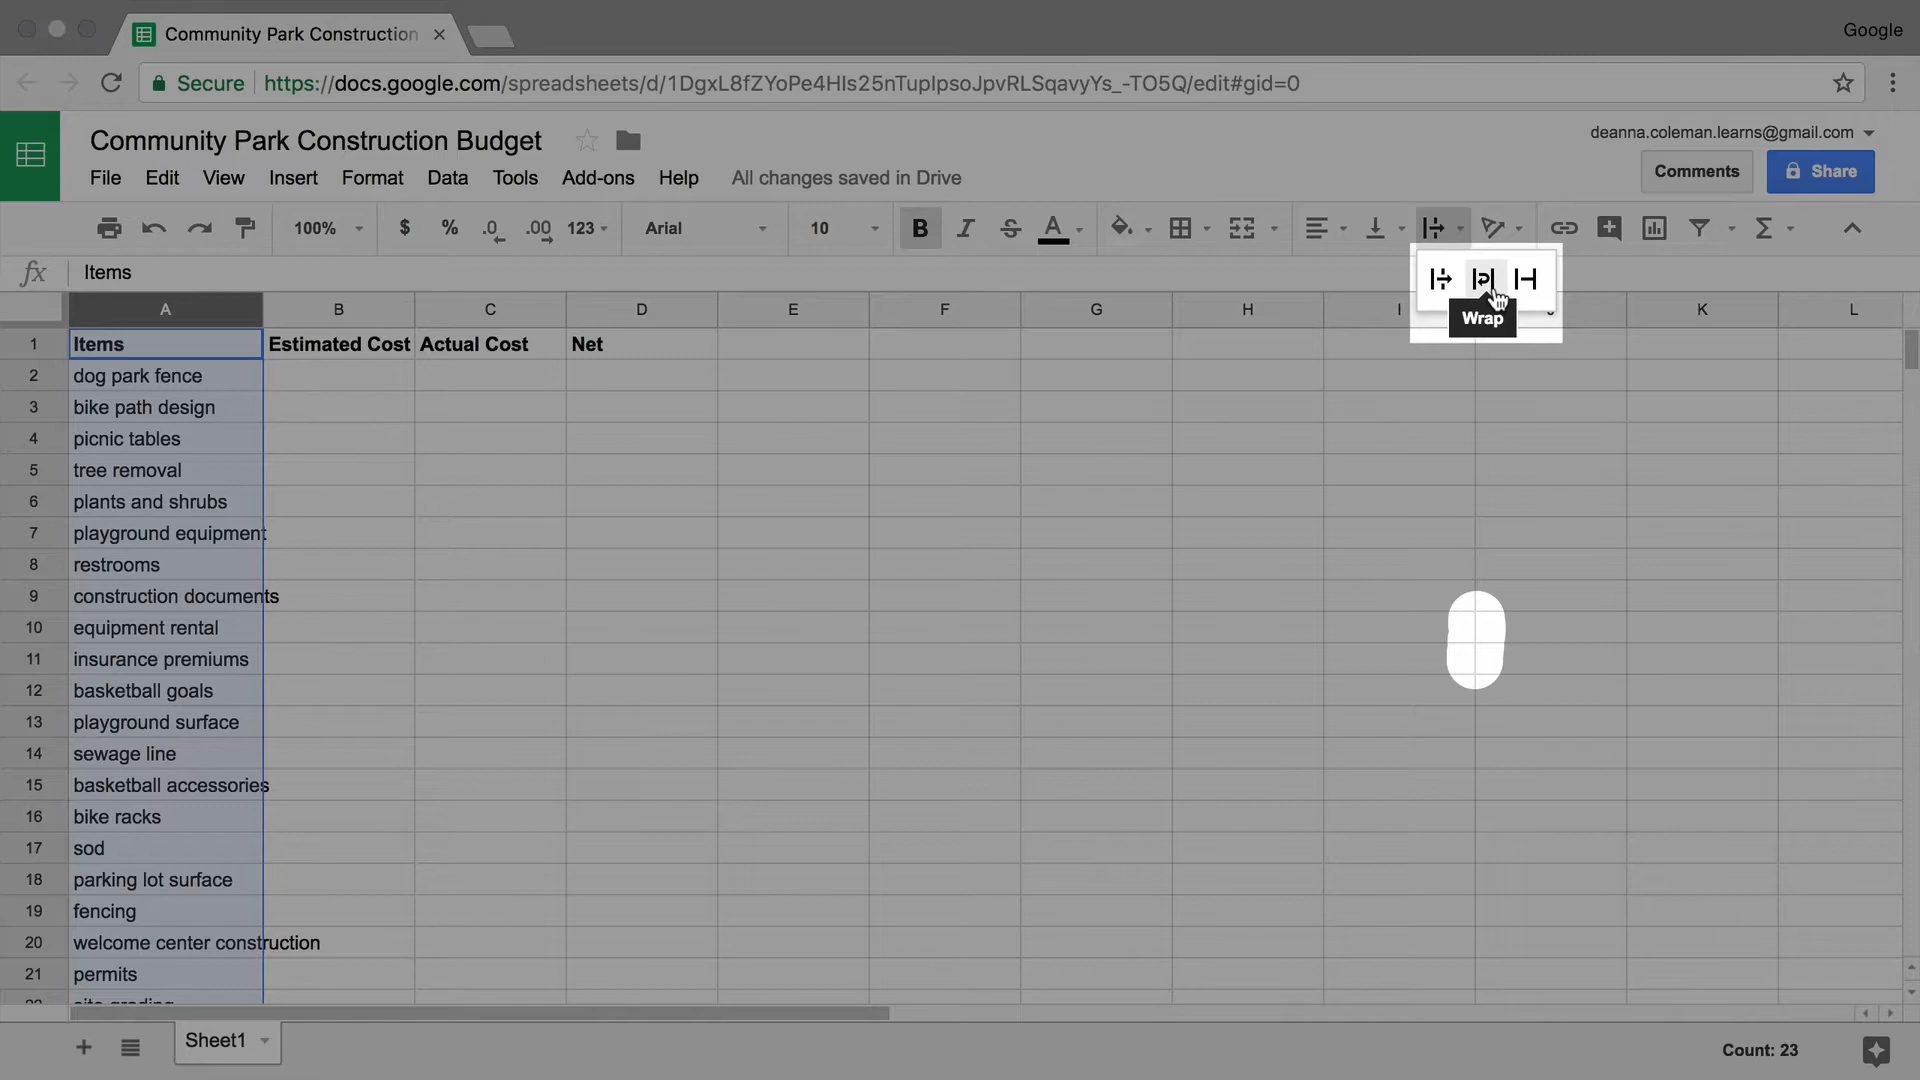 Community Park Construction
Google
Secure https://docs.google.com/spreadsheets/d/1DgxL8fZYoPe4HIs25nTupIpsoJpvRLSqavyYs_-TO5Q/edit#gid=0
Community Park Construction Budget
deanna.coleman.learns@gmail.com
File Edit View Insert Format Data Tools Add-ons Help All changes saved in Drive
Comments Share
100% $ % .0 .00 123 Arial 10 B I S A Σ
fx Items
Wrap
A B C D E F G H I J K L
1 Items Estimated Cost Actual Cost Net
2 dog park fence
3 bike path design
4 picnic tables
5 tree removal
6 plants and shrubs
7 playground equipment
8 restrooms
9 construction documents
10 equipment rental
11 insurance premiums
12 basketball goals
13 playground surface
14 sewage line
15 basketball accessories
16 bike racks
17 sod
18 parking lot surface
19 fencing
20 welcome center construction
21 permits
22 site grading
Sheet1
Count: 23